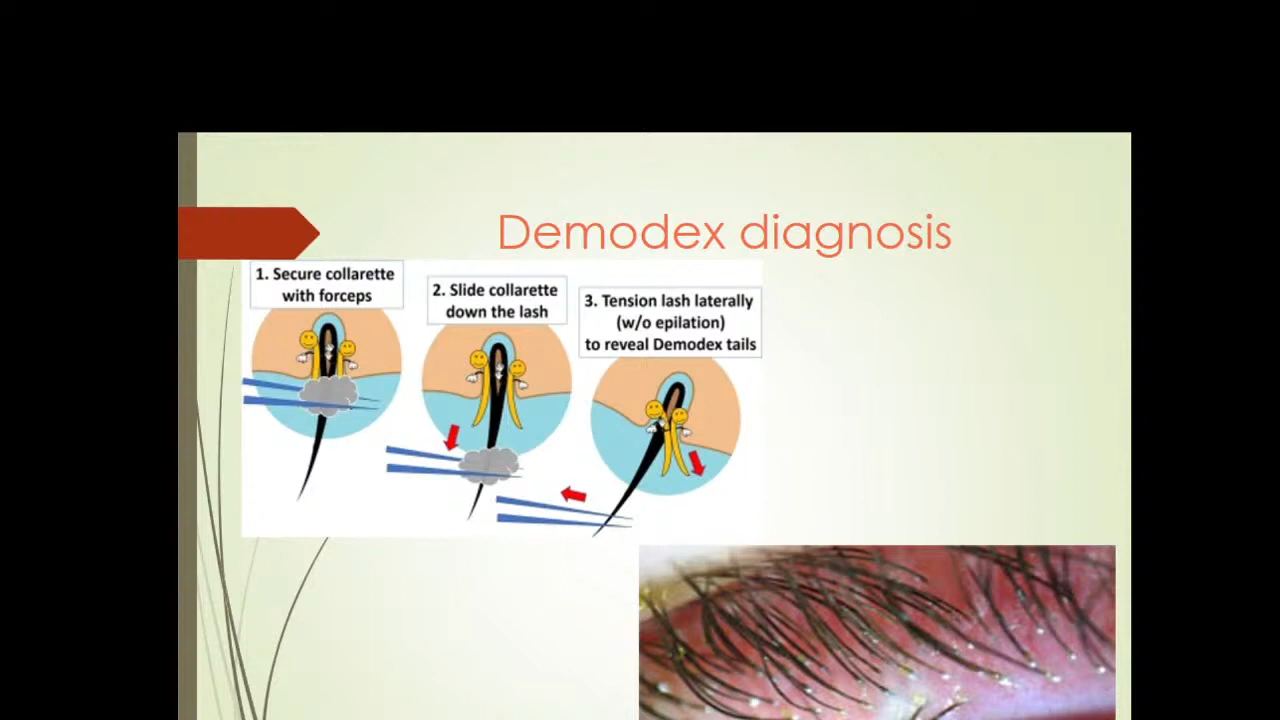 Demodex diagnosis
1. Secure collarette
with forceps
2. Slide collarette
down the lash
3. Tension lash laterally
(w/o epilation)
to reveal Demodex tails